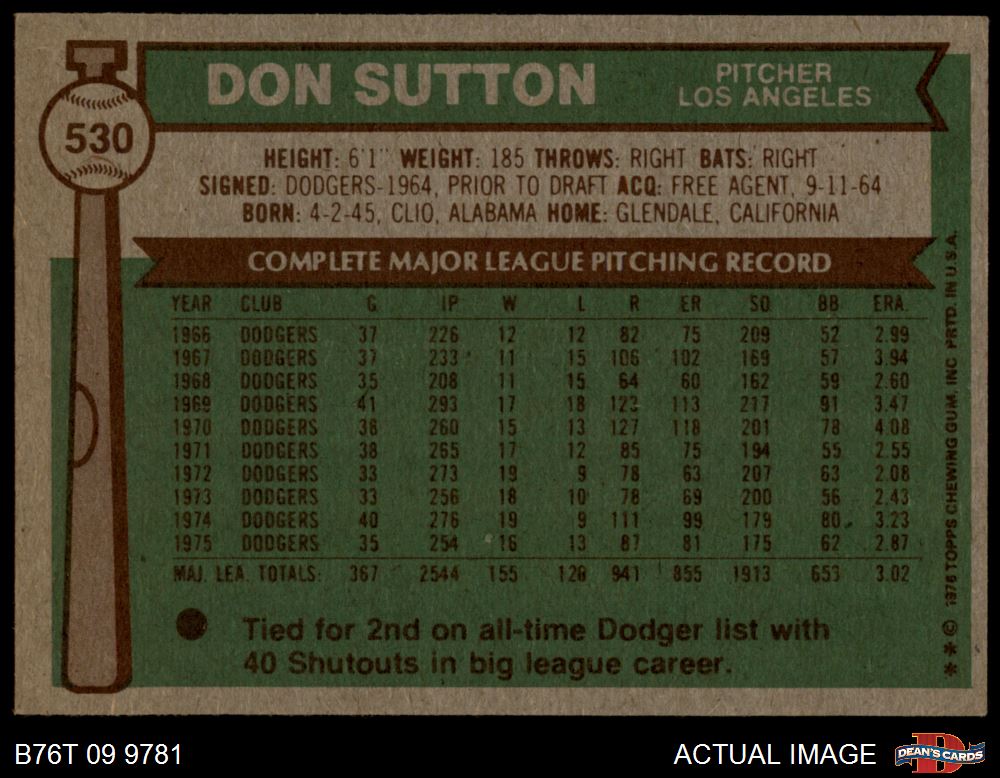 DON SUTTON
PITCHER
LOS ANGELES
530
HEIGHT: 6'1" WEIGHT: 185 THROWS: RIGHT BATS: RIGHT
SIGNED: DODGERS-1964, PRIOR TO DRAFT ACQ: FREE AGENT, 9-11-64
BORN: 4-2-45, CLIO, ALABAMA HOME: GLENDALE, CALIFORNIA
COMPLETE MAJOR LEAGUE PITCHING RECORD
YEAR CLUB G. IP W L R ER SO BB ERA.
1966 DODGERS 37 226 12 12 82 75 209 52 2.99
1967 DODGERS 37 233 11 15 106 102 169 57 3.94
1968 DODGERS 35 208 11 15 64 60 162 59 2.60
1969 DODGERS 41 293 17 18 123 113 217 91 3.47
1970 DODGERS 38 260 15 13 127 118 201 78 4.08
1971 DODGERS 38 265 17 12 85 75 194 55 2.55
1972 DODGERS 33 273 19 9 78 63 207 63 2.08
1973 DODGERS 33 256 18 10 78 69 200 56 2.43
1974 DODGERS 40 276 19 9 111 99 179 80 3.23
1975 DODGERS 35 254 16 13 87 81 175 62 2.87
MAJ. LEA. TOTALS: 367 2544 155 126 941 855 1913 653 3.02
Tied for 2nd on all-time Dodger list with
40 Shutouts in big league career.
* * © 1976 TOPPS CHEWING GUM, INC PRTD. IN U.S.A.
B76T 09 9781
ACTUAL IMAGE
DEAN'S CARDS